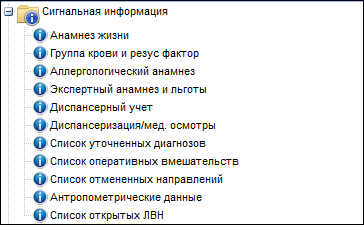 Сигнальная информация
Анамнез жизни
Группа крови и резус фактор
Аллергологический анамнез
Экспертный анамнез и льготы
Диспансерный учет
Диспансеризация/мед. осмотры
Список уточненных диагнозов
Список оперативных вмешательств
Список отмененных направлений
Антропометрические данные
Список открытых ЛВН